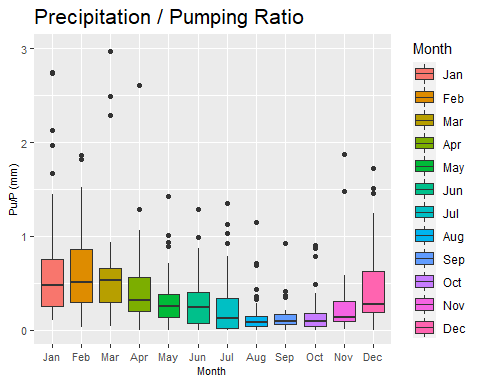 Precipitation / Pumping Ratio
Pu/P (mm)
3
2
1
0
Jan Feb Mar Apr May Jun Jul Aug Sep Oct Nov Dec
Month
Month
Jan
Feb
Mar
Apr
May
Jun
Jul
Aug
Sep
Oct
Nov
Dec